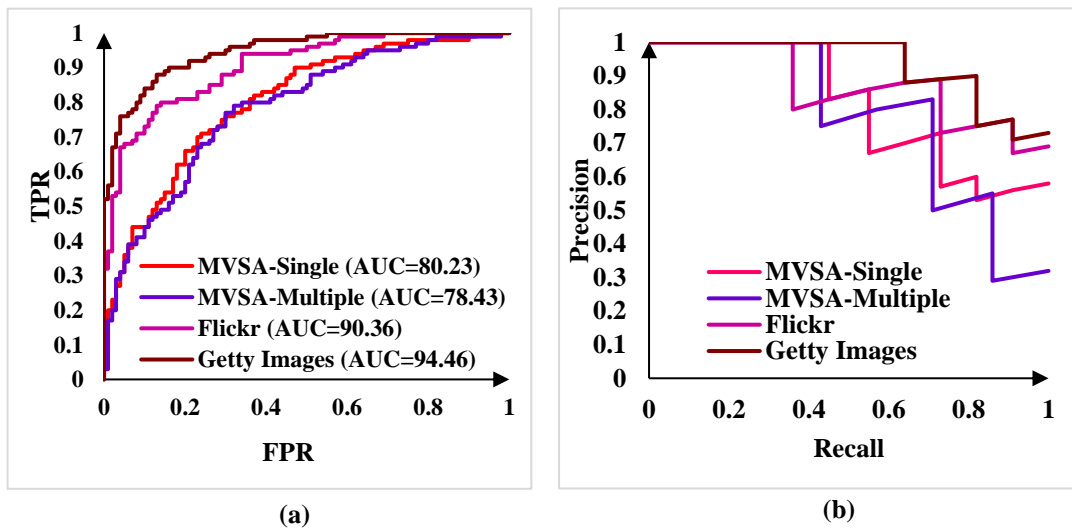 1
0.9
0.8
0.7
0.6
0.5
0.4
0.3
0.2
0.1
0
TPR
MVSA-Single (AUC=80.23)
MVSA-Multiple (AUC=78.43)
Flickr (AUC=90.36)
Getty Images (AUC=94.46)
0 0.2 0.4 0.6 0.8 1
FPR
(a)
1
0.9
0.8
0.7
0.6
0.5
0.4
0.3
0.2
0.1
0
Precision
MVSA-Single
MVSA-Multiple
Flickr
Getty Images
0 0.2 0.4 0.6 0.8 1
Recall
(b)